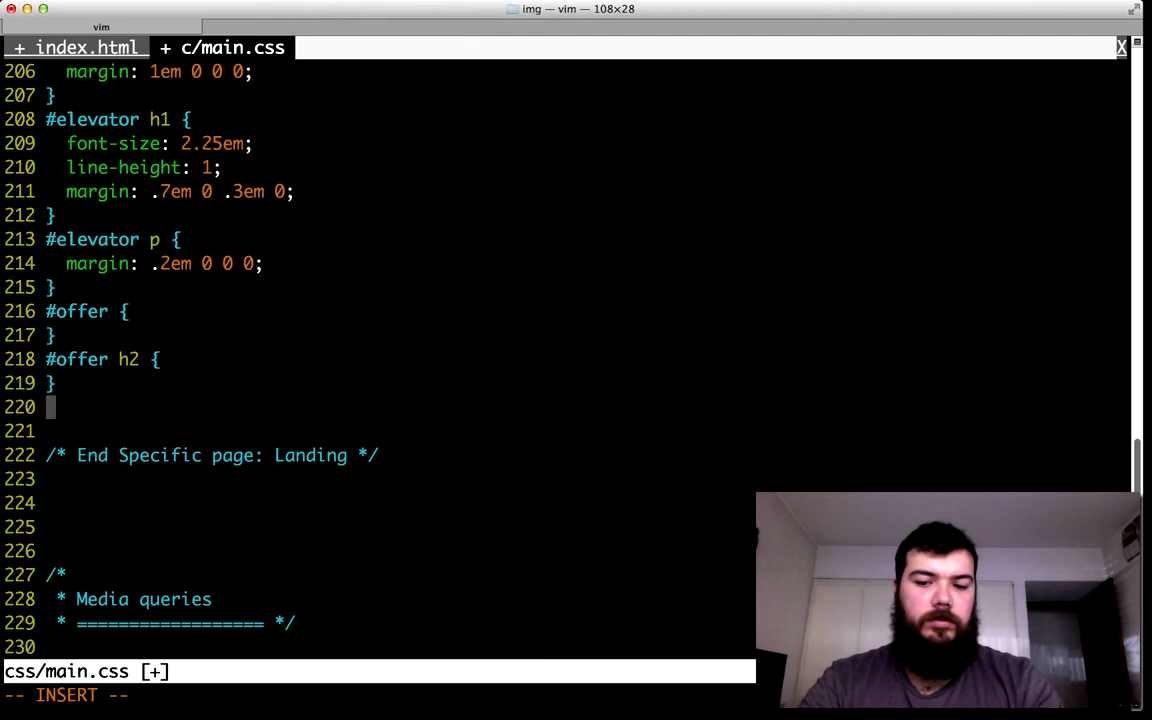 img — vim — 108×28
vim
+ index.html + c/main.css X
206 margin: 1em 0 0 0;
207 }
208 #elevator h1 {
209 font-size: 2.25em;
210 line-height: 1;
211 margin: .7em 0 .3em 0;
212 }
213 #elevator p {
214 margin: .2em 0 0 0;
215 }
216 #offer {
217 }
218 #offer h2 {
219 }
220
221
222 /* End Specific page: Landing */
223
224
225
226
227 /*
228 * Media queries
229 * ================== */
230
css/main.css [+]
-- INSERT --